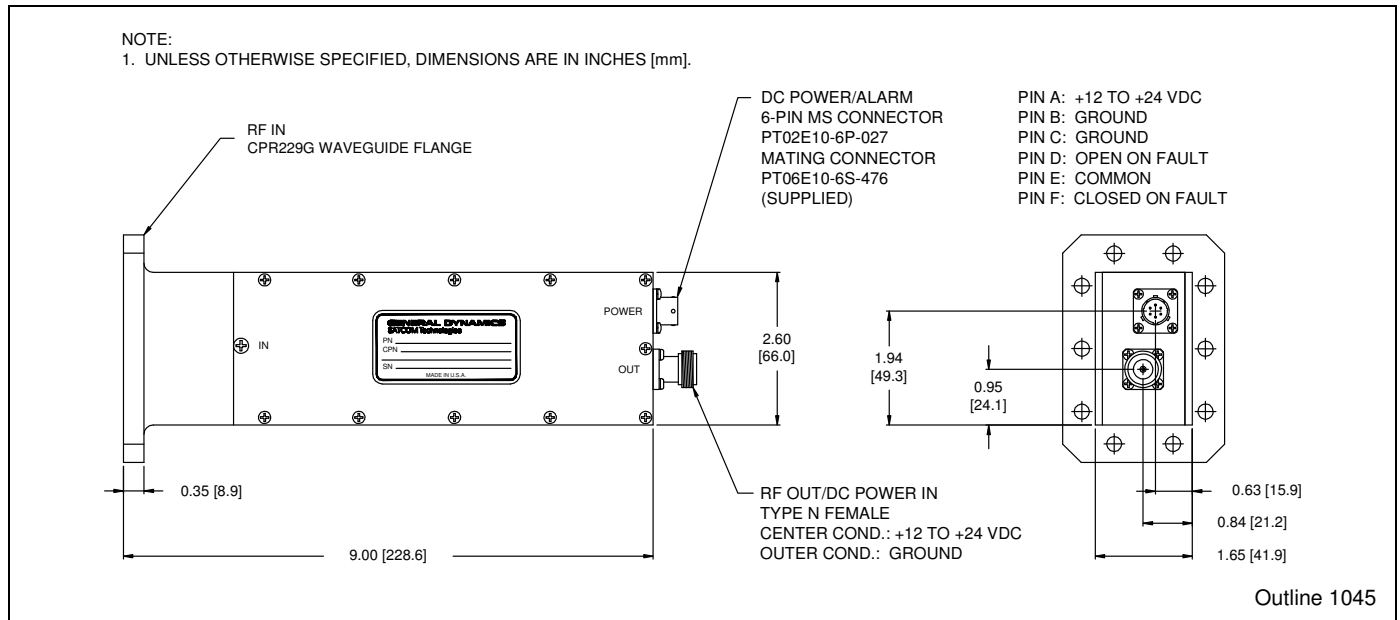 NOTE:
1. UNLESS OTHERWISE SPECIFIED, DIMENSIONS ARE IN INCHES [mm].
RF IN
CPR229G WAVEGUIDE FLANGE
DC POWER/ALARM
6-PIN MS CONNECTOR
PT02E10-6P-027
MATING CONNECTOR
PT06E10-6S-476
(SUPPLIED)
PIN A: +12 TO +24 VDC
PIN B: GROUND
PIN C: GROUND
PIN D: OPEN ON FAULT
PIN E: COMMON
PIN F: CLOSED ON FAULT
IN
GENERAL DYNAMICS
SATCOM Technologies
PN
CPN
SN
MADE IN U.S.A.
POWER
OUT
2.60
[66.0]
1.94
[49.3]
0.95
[24.1]
0.35 [8.9]
9.00 [228.6]
RF OUT/DC POWER IN
TYPE N FEMALE
CENTER COND.: +12 TO +24 VDC
OUTER COND.: GROUND
0.63 [15.9]
0.84 [21.2]
1.65 [41.9]
Outline 1045